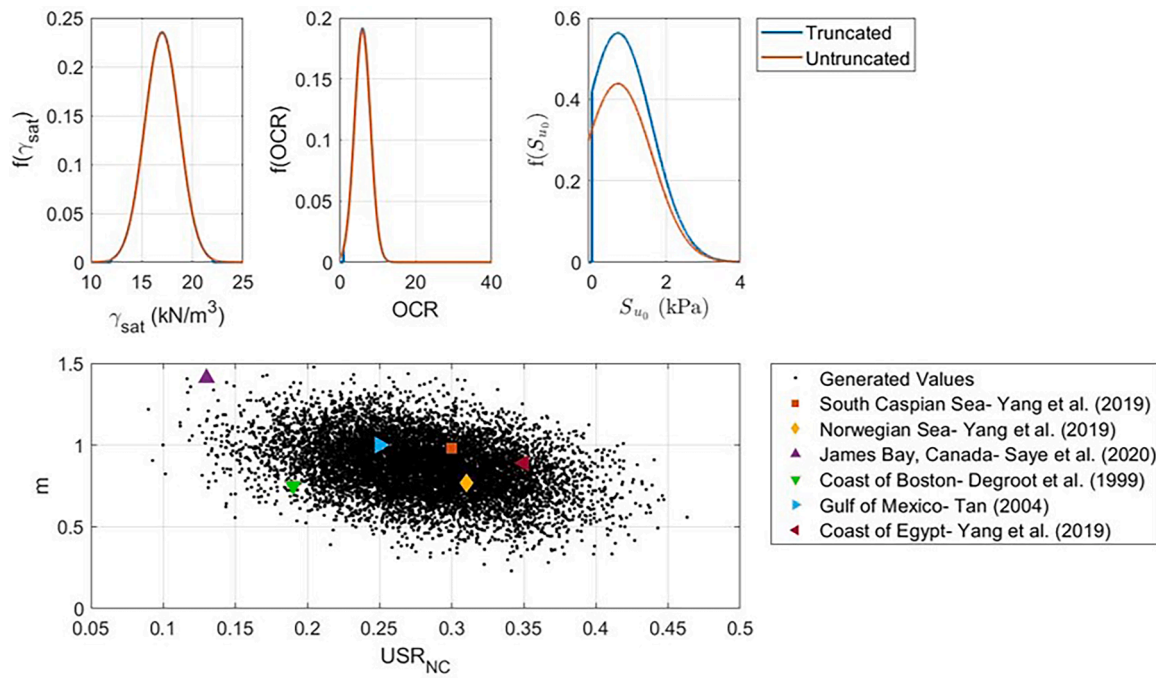 0.25
0.2
0.15
0.1
0.05
0
10 15 20 25
f(γsat)
γsat (kN/m³)
0.2
0.15
0.1
0.05
0
0 20 40
f(OCR)
OCR
0.6
0.4
0.2
0
0 2 4
f(Su₀)
Su₀ (kPa)
Truncated
Untruncated
1.5
1
0.5
0
m
0.05 0.1 0.15 0.2 0.25 0.3 0.35 0.4 0.45 0.5
USRNC
Generated Values
South Caspian Sea- Yang et al. (2019)
Norwegian Sea- Yang et al. (2019)
James Bay, Canada- Saye et al. (2020)
Coast of Boston- Degroot et al. (1999)
Gulf of Mexico- Tan (2004)
Coast of Egypt- Yang et al. (2019)